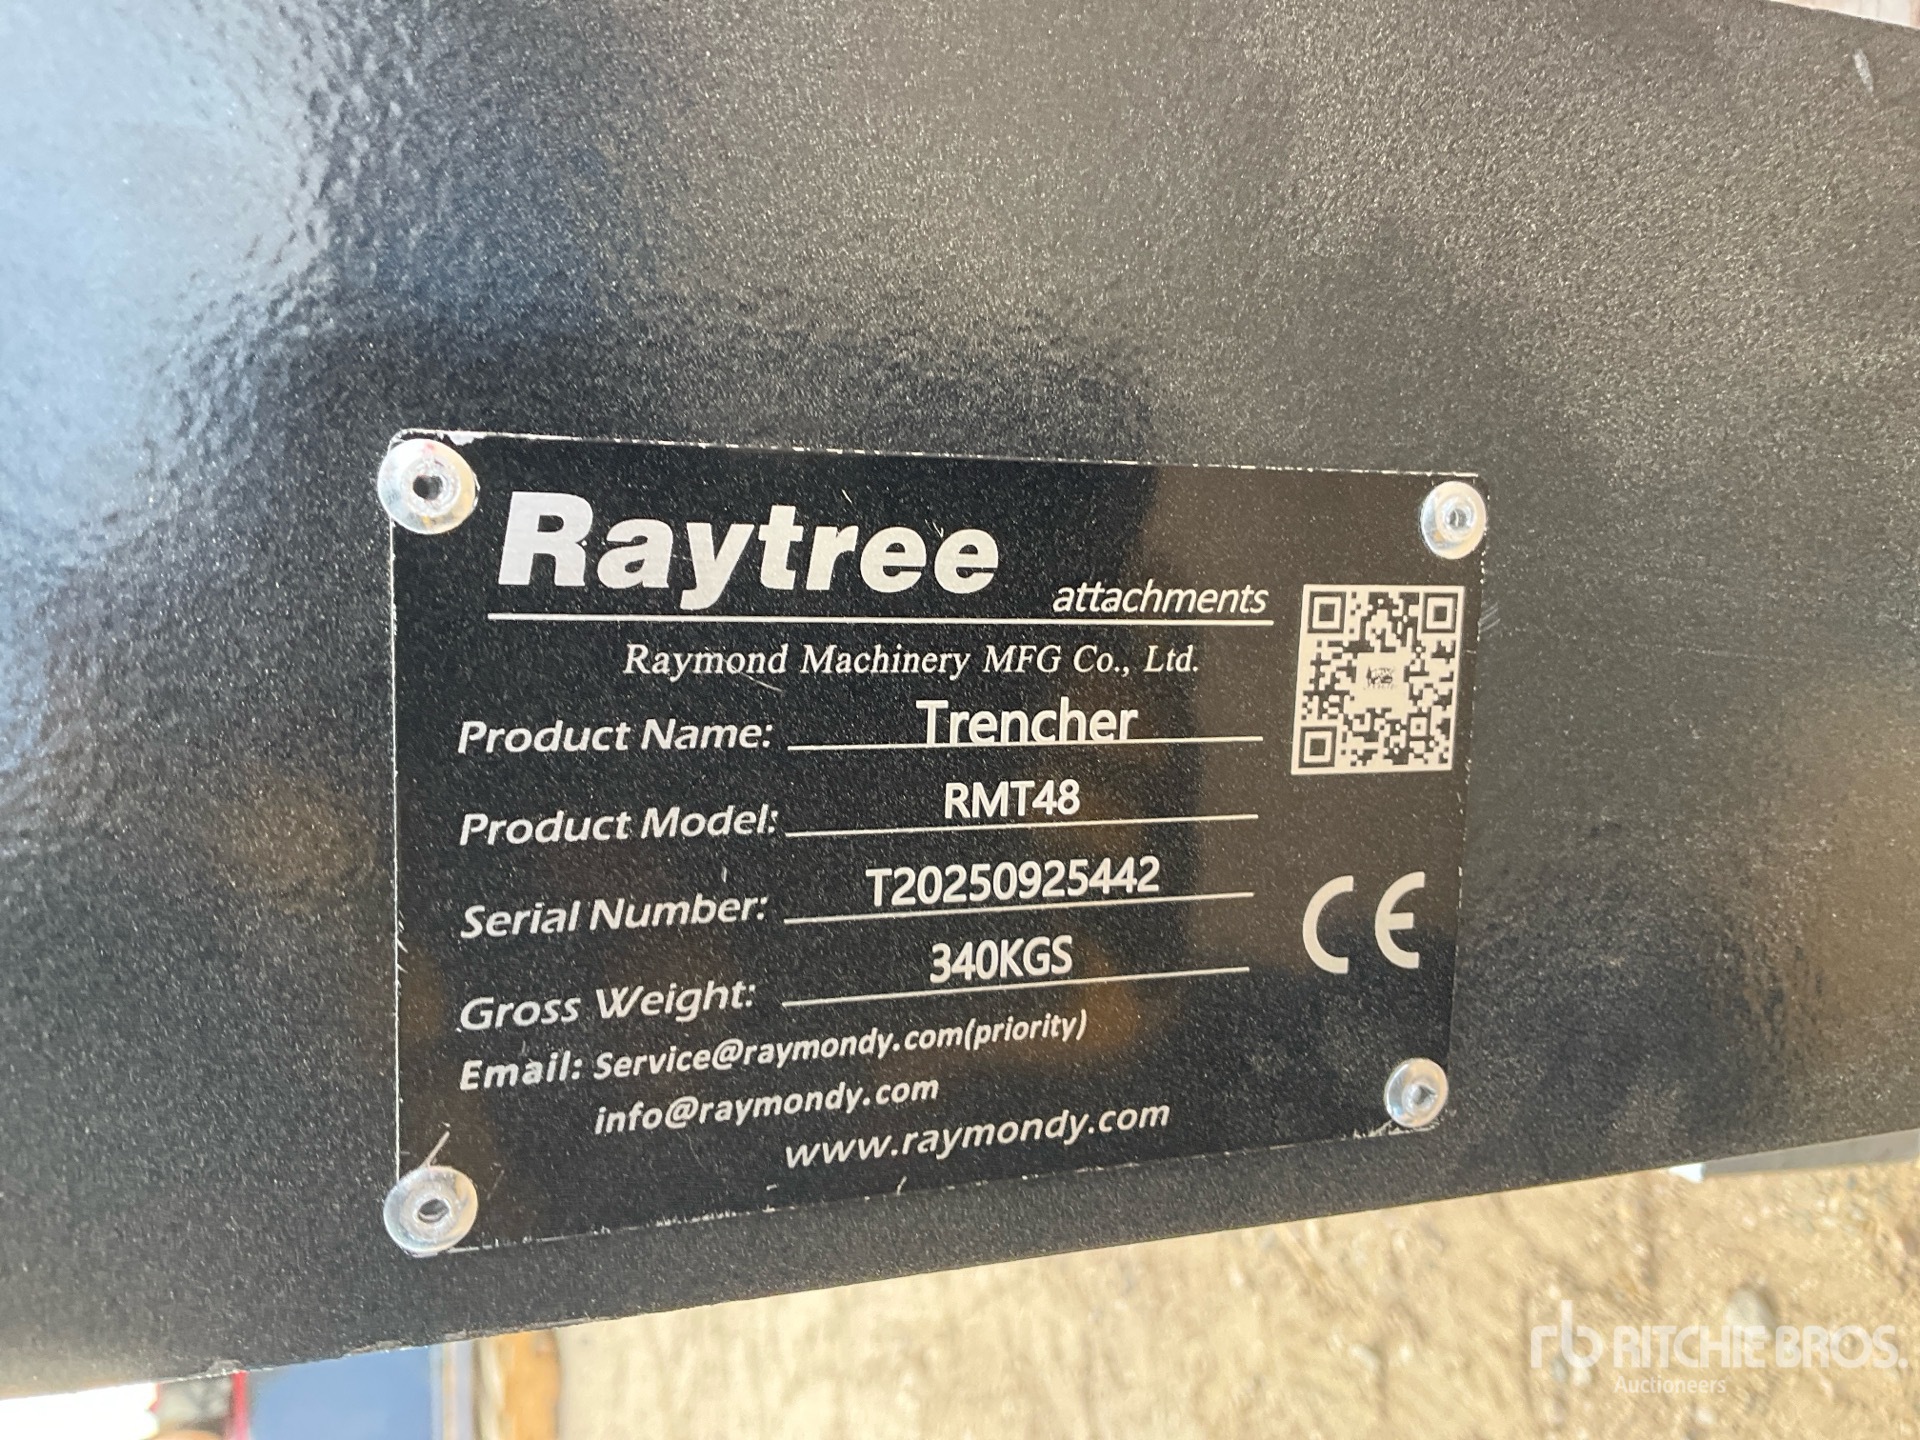 Raytree
attachments
Raymond Machinery MFG Co., Ltd.
Product Name: Trencher
Product Model: RMT48
Serial Number: T20250925442
Gross Weight: 340KGS
CE
Email: Service@raymondy.com(priority)
info@raymondy.com
www.raymondy.com
rb RITCHIE BROS.
Auctioneers